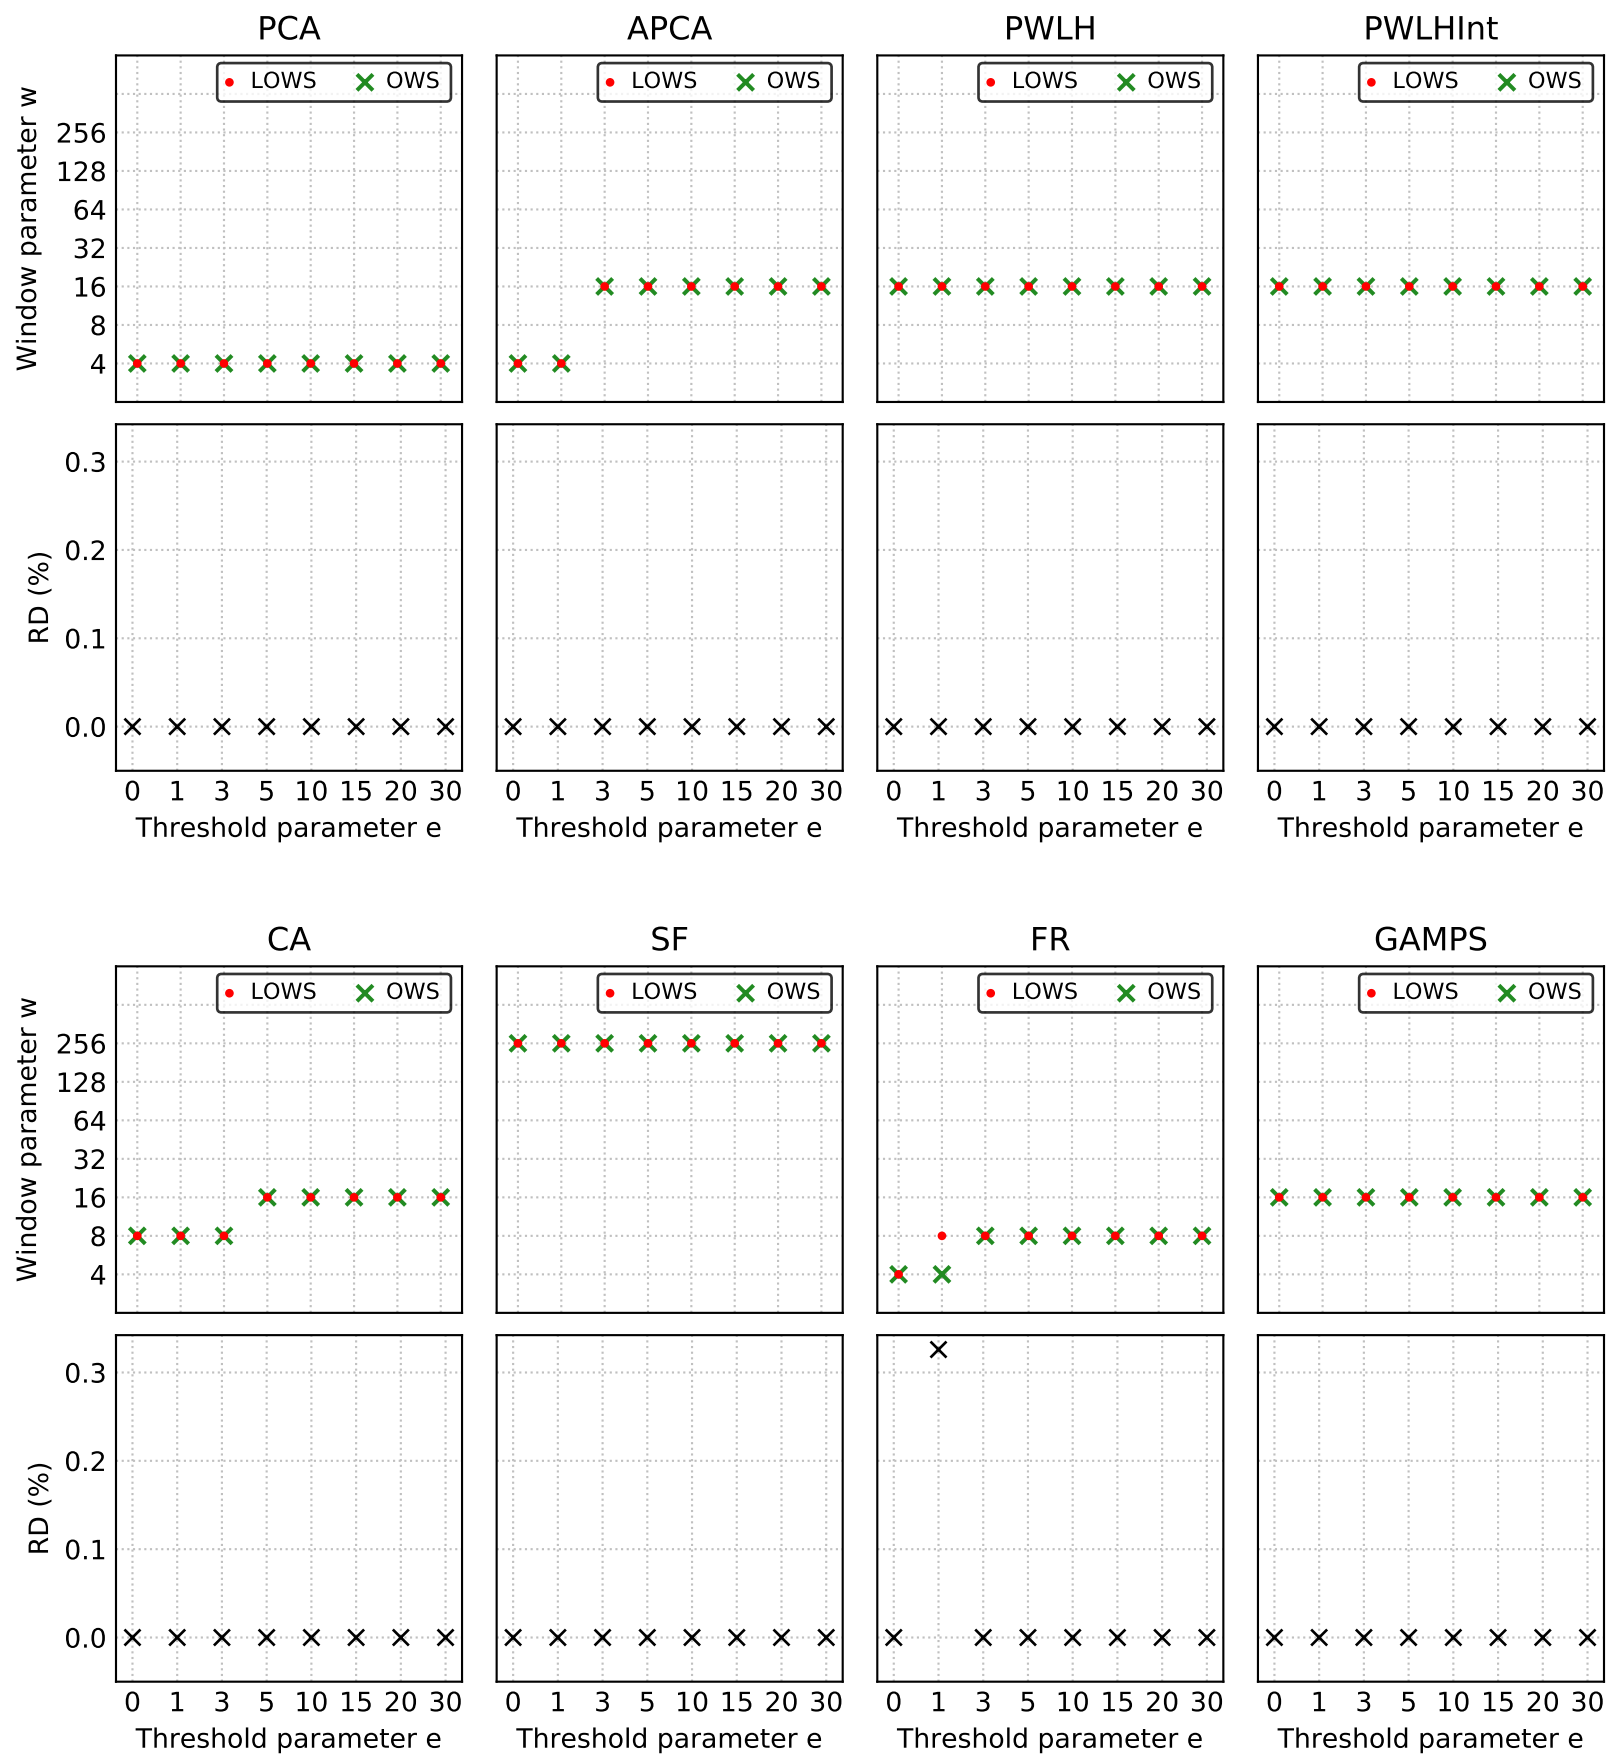 PCA APCA PWLH PWLHInt
LOWS OWS LOWS OWS LOWS OWS LOWS OWS
Window parameter w
256
128
64
32
16
8
4
RD (%)
0.3
0.2
0.1
0.0
0 1 3 5 10 15 20 30 0 1 3 5 10 15 20 30 0 1 3 5 10 15 20 30 0 1 3 5 10 15 20 30
Threshold parameter e Threshold parameter e Threshold parameter e Threshold parameter e
CA SF FR GAMPS
LOWS OWS LOWS OWS LOWS OWS LOWS OWS
Window parameter w
256
128
64
32
16
8
4
RD (%)
0.3
0.2
0.1
0.0
0 1 3 5 10 15 20 30 0 1 3 5 10 15 20 30 0 1 3 5 10 15 20 30 0 1 3 5 10 15 20 30
Threshold parameter e Threshold parameter e Threshold parameter e Threshold parameter e